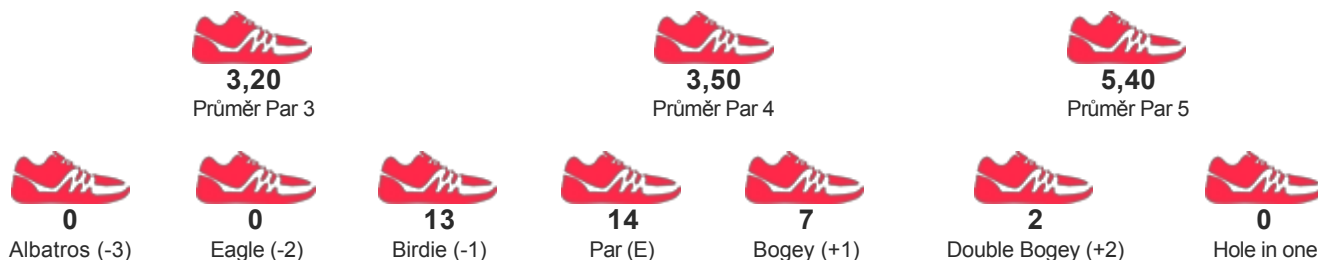 3,20 3,50 5,40
Průměr Par 3 Průměr Par 4 Průměr Par 5
0 0 13 14 7 2 0
Albatros (-3) Eagle (-2) Birdie (-1) Par (E) Bogey (+1) Double Bogey (+2) Hole in one